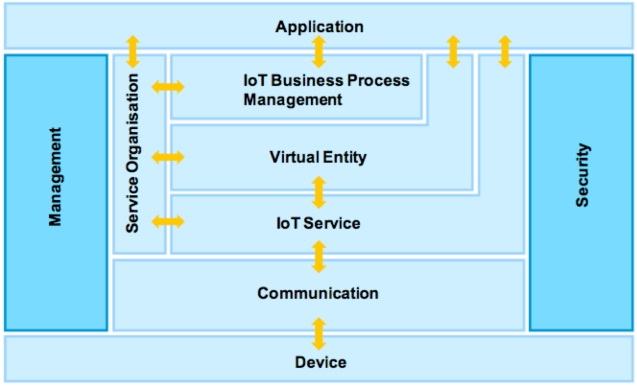 Application
Management
Service Organisation
IoT Business Process
Management
Virtual Entity
IoT Service
Security
Communication
Device